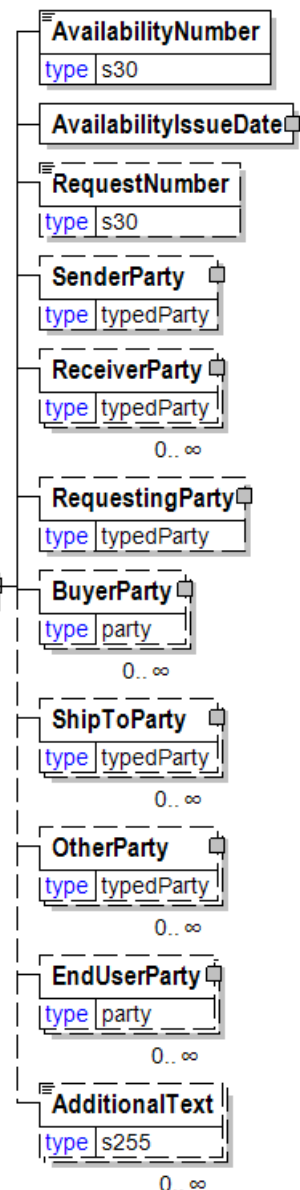 AvailabilityNumber
type s30
AvailabilityIssueDate
RequestNumber
type s30
SenderParty
type typedParty
ReceiverParty
type typedParty
0.. ∞
RequestingParty
type typedParty
BuyerParty
type party
0.. ∞
ShipToParty
type typedParty
0.. ∞
OtherParty
type typedParty
0.. ∞
EndUserParty
type party
0.. ∞
AdditionalText
type s255
0.. ∞